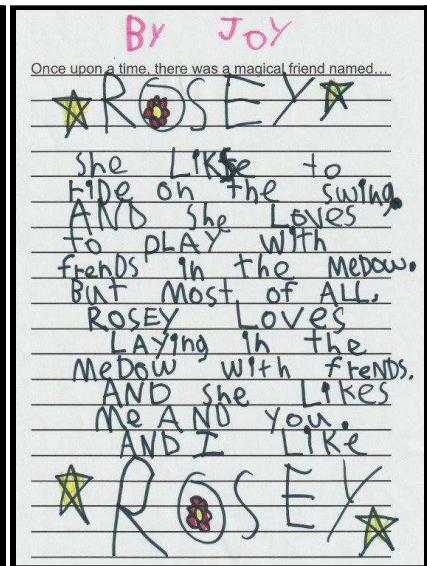 By JoY
Once upon a time, there was a magical friend named...
ROSEY
She LIKse to
ripe on the swing.
AND She Loves
to pLAY with
frenDs in the MeDow.
But Most of ALL,
ROSEY Loves
LAYing in the
MeDow with frenDs.
AND she Likes
Me AND you.
AND I Like
ROSEY